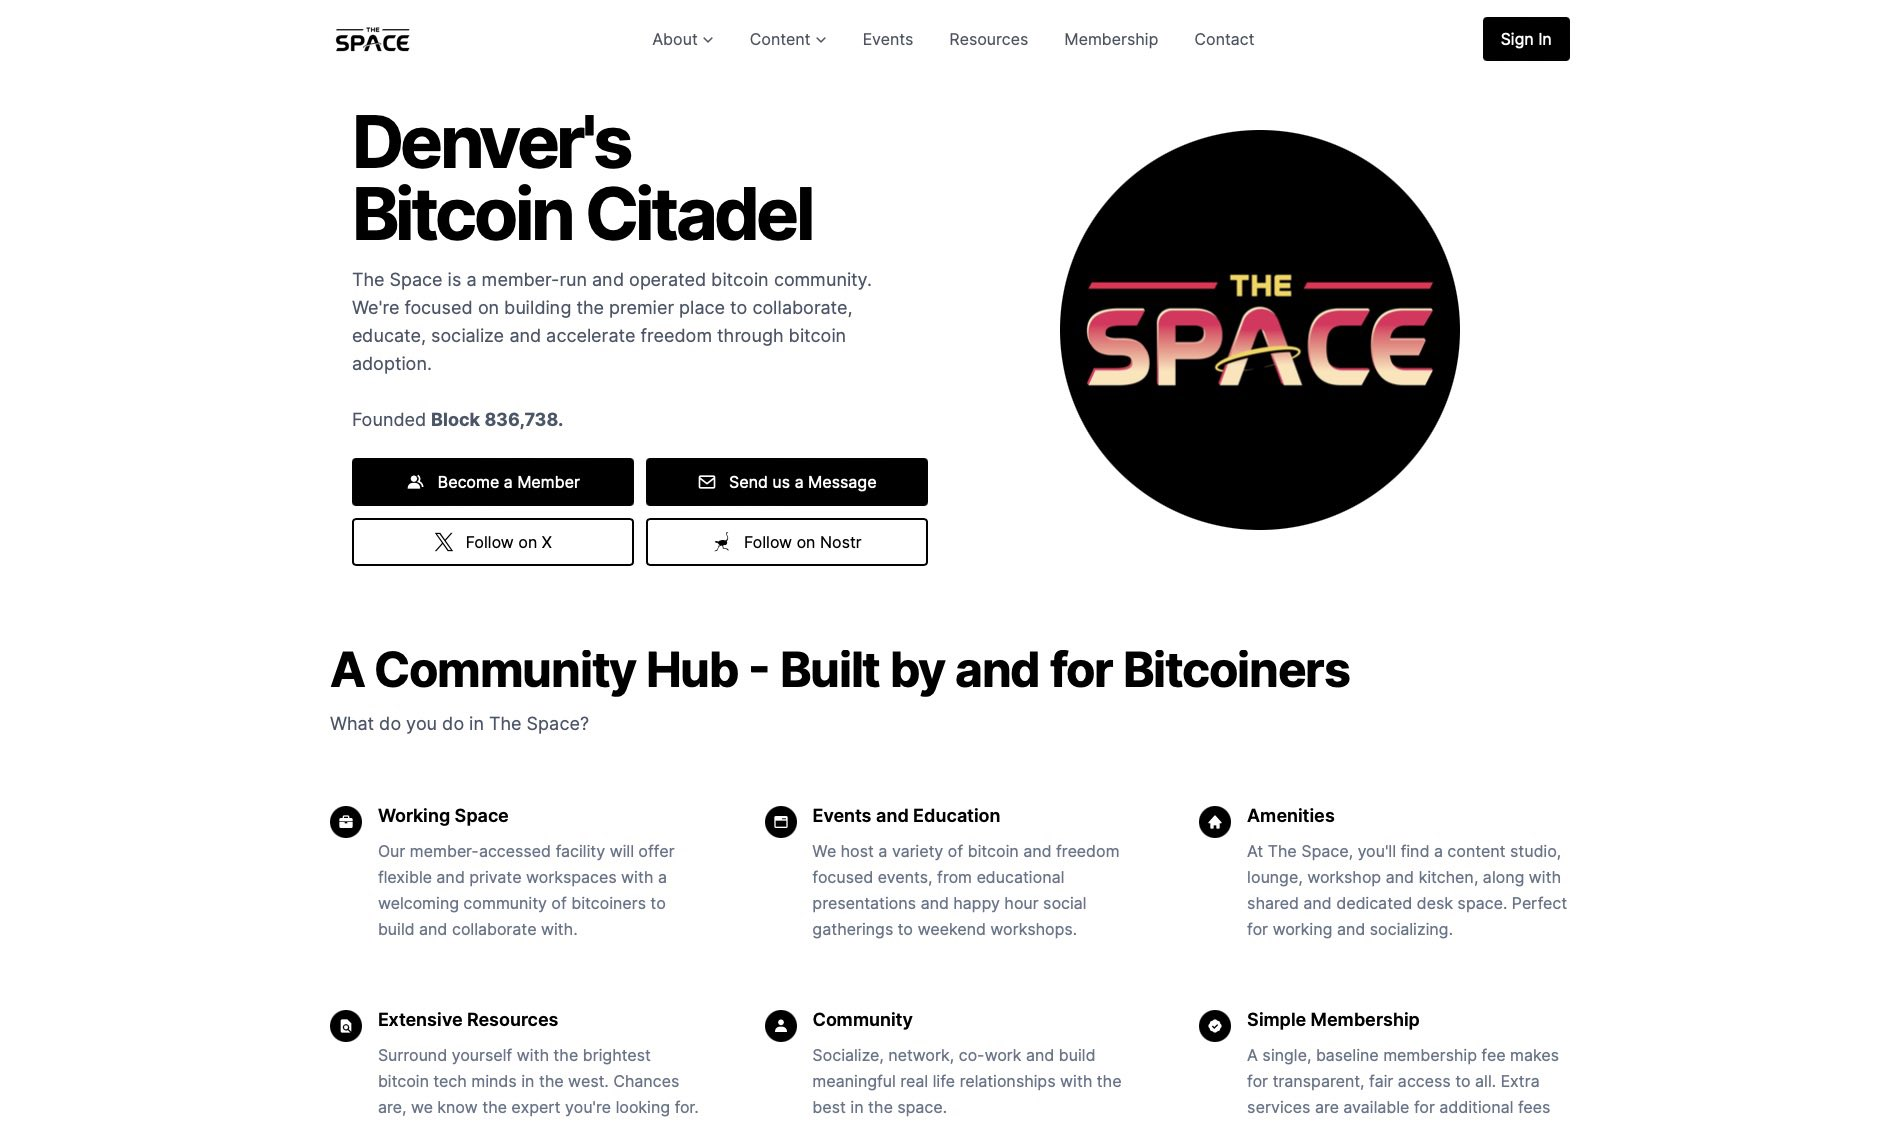 THE
SPACE
About
Content
Events
Resources
Membership
Contact
Sign In
Denver's
Bitcoin Citadel
The Space is a member-run and operated bitcoin community.
We're focused on building the premier place to collaborate,
educate, socialize and accelerate freedom through bitcoin
adoption.
Founded Block 836,738.
Become a Member
Send us a Message
Follow on X
Follow on Nostr
THE
SPACE
A Community Hub - Built by and for Bitcoiners
What do you do in The Space?
Working Space
Our member-accessed facility will offer
flexible and private workspaces with a
welcoming community of bitcoiners to
build and collaborate with.
Events and Education
We host a variety of bitcoin and freedom
focused events, from educational
presentations and happy hour social
gatherings to weekend workshops.
Amenities
At The Space, you'll find a content studio,
lounge, workshop and kitchen, along with
shared and dedicated desk space. Perfect
for working and socializing.
Extensive Resources
Surround yourself with the brightest
bitcoin tech minds in the west. Chances
are, we know the expert you're looking for.
Community
Socialize, network, co-work and build
meaningful real life relationships with the
best in the space.
Simple Membership
A single, baseline membership fee makes
for transparent, fair access to all. Extra
services are available for additional fees